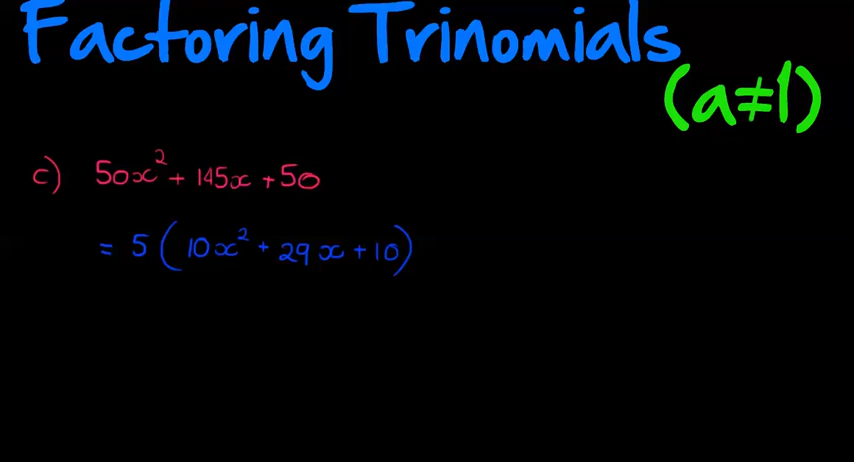 Factoring Trinomials
(a≠1)
c) 50x² + 145x + 50
= 5 (10x² + 29x + 10)